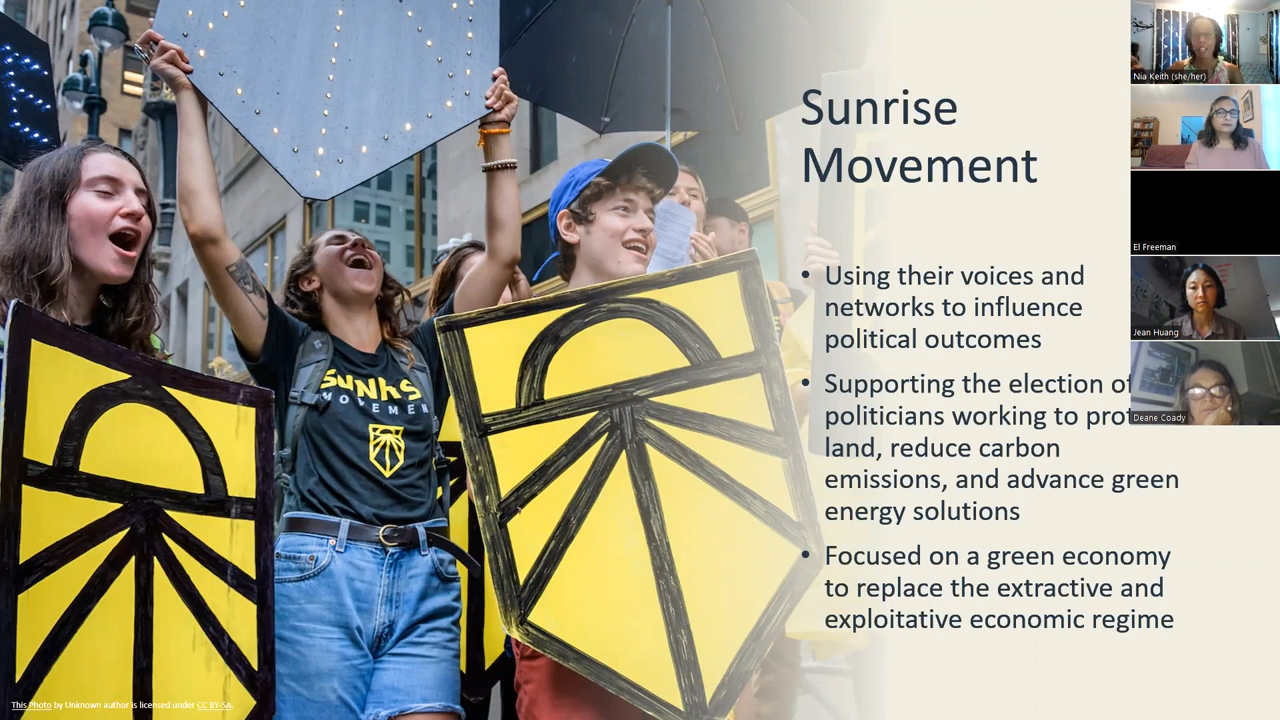 Sunrise
Movement
• Using their voices and
networks to influence
political outcomes
• Supporting the election of
politicians working to prot
land, reduce carbon
emissions, and advance green
energy solutions
• Focused on a green economy
to replace the extractive and
exploitative economic regime
MOVEMEN
This Photo by Unknown author is licensed under CC BY-SA.
Nia Keith (she/her)
El Freeman
Jean Huang
Deane Coady